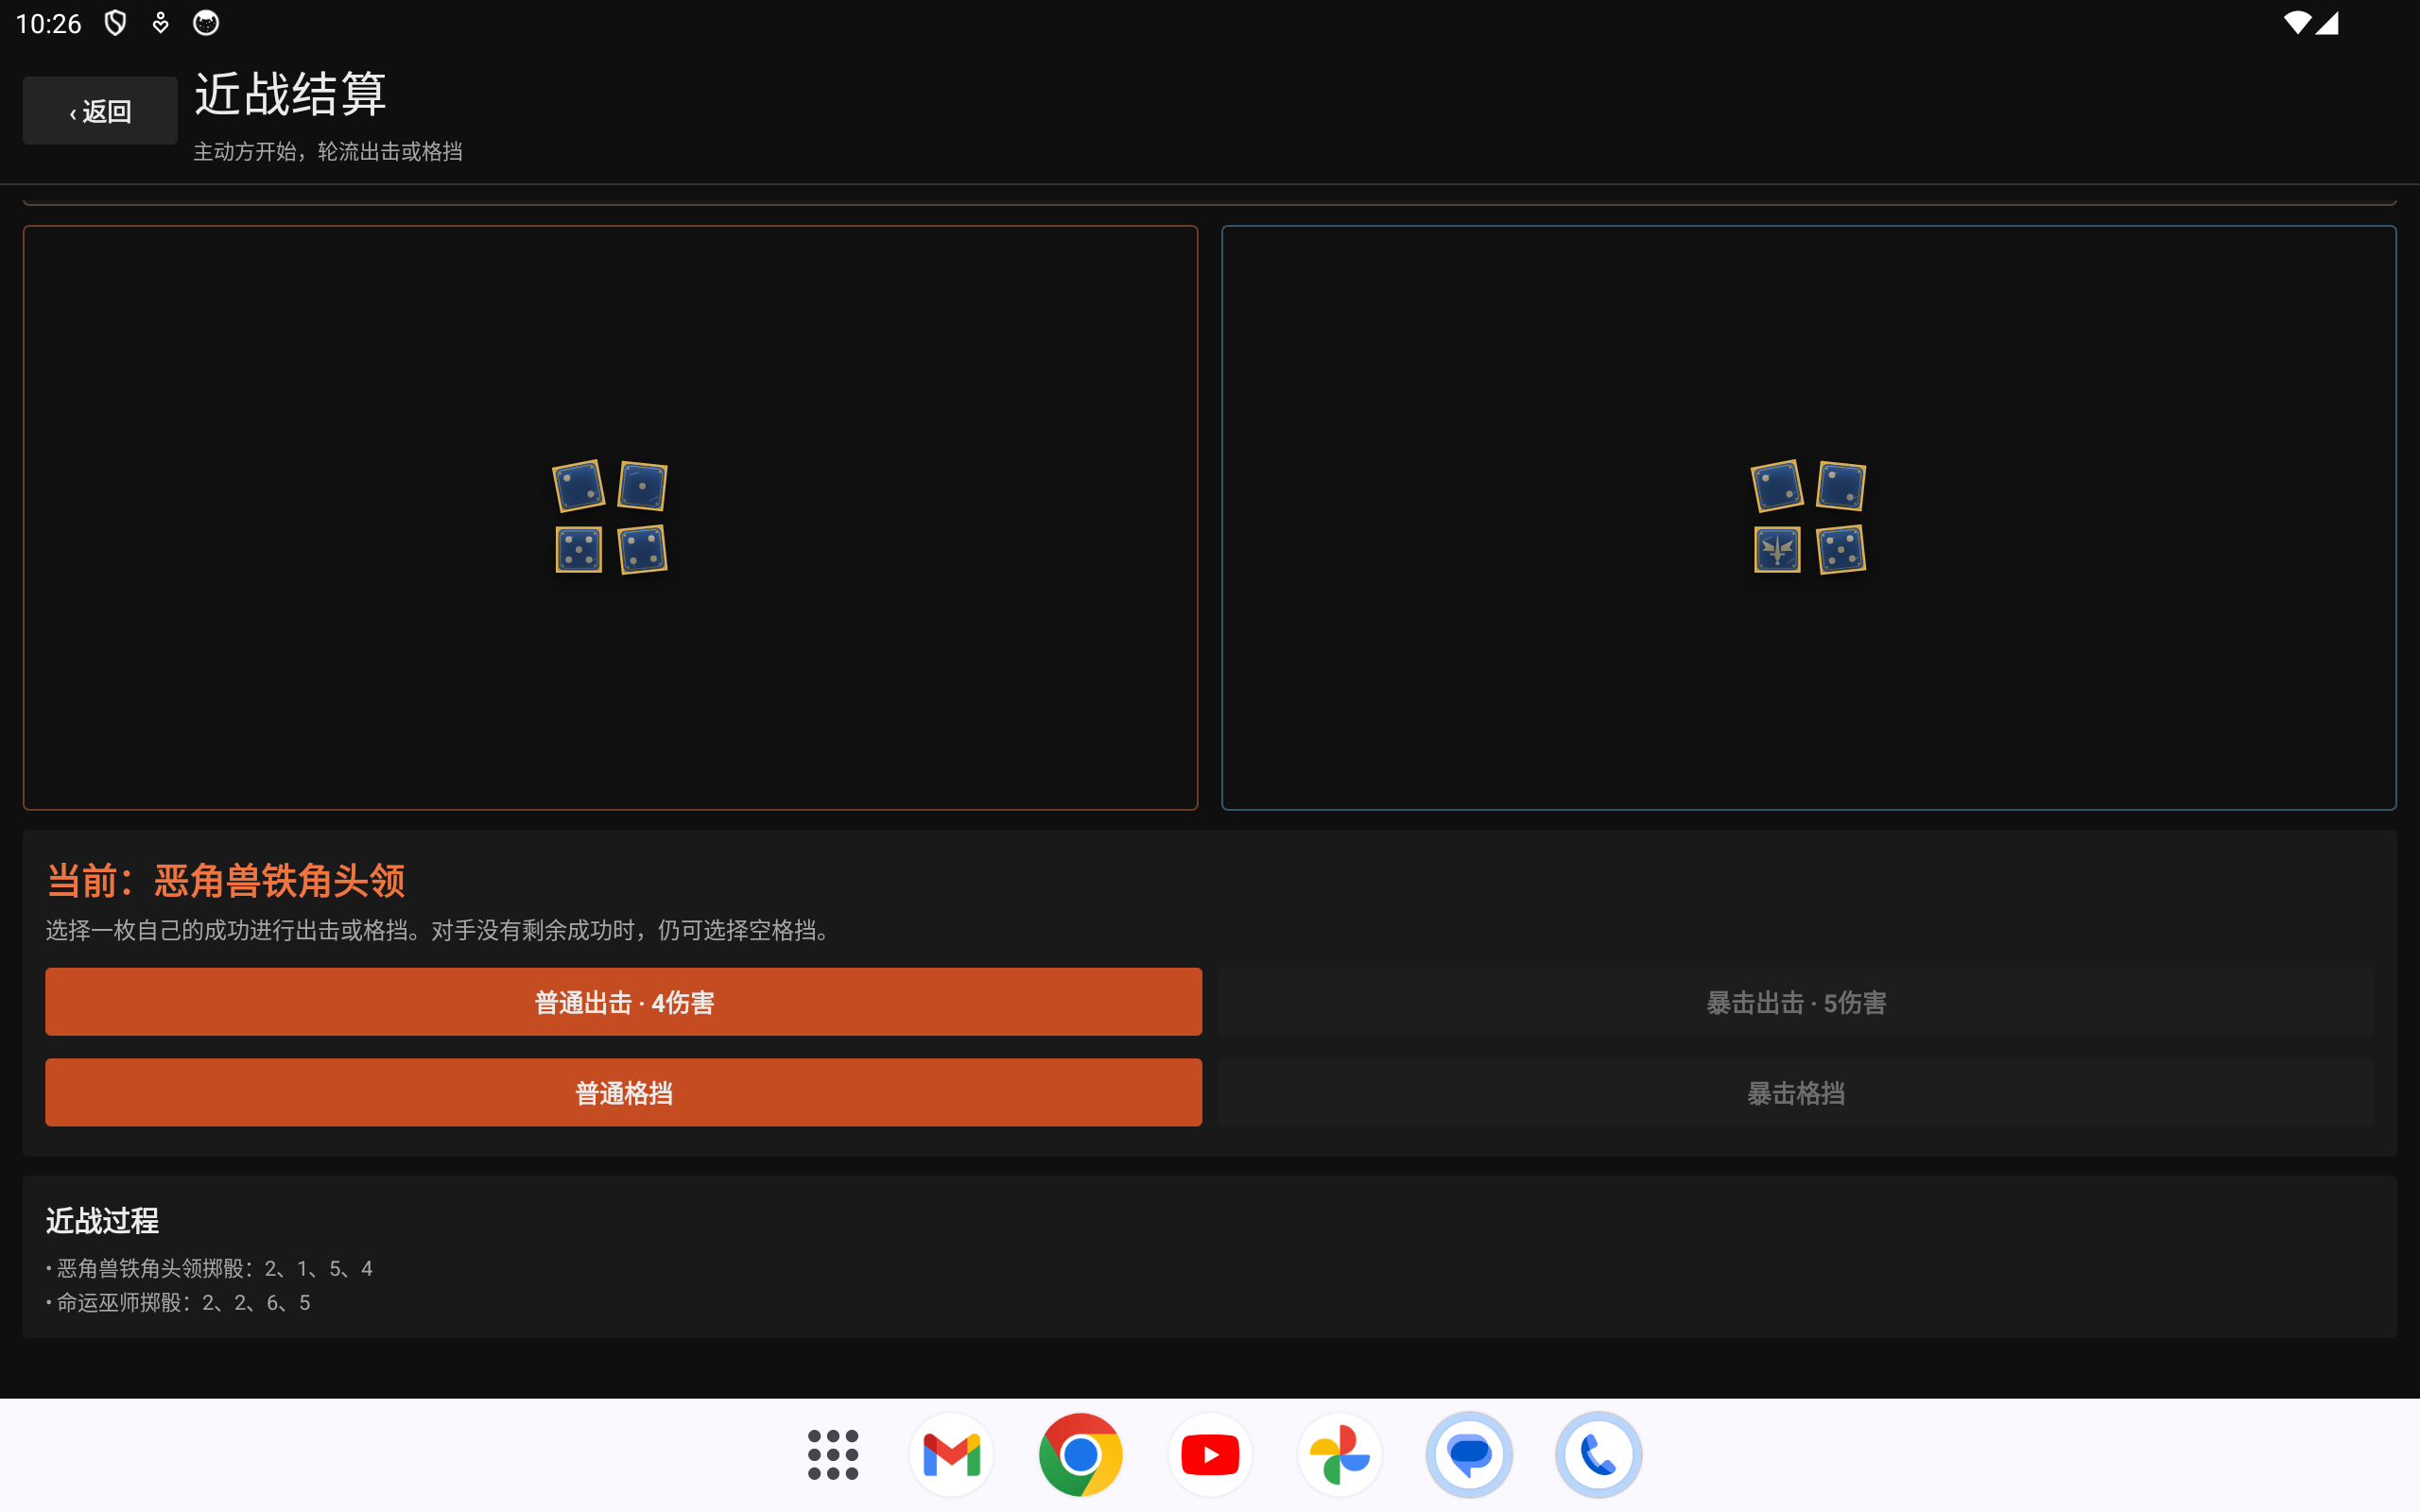 10:26
‹ 返回
近战结算
主动方开始，轮流出击或格挡
当前：恶角兽铁角头领
选择一枚自己的成功进行出击或格挡。对手没有剩余成功时，仍可选择空格挡。
普通出击 · 4伤害
暴击出击 · 5伤害
普通格挡
暴击格挡
近战过程
• 恶角兽铁角头领掷骰：2、1、5、4
• 命运巫师掷骰：2、2、6、5